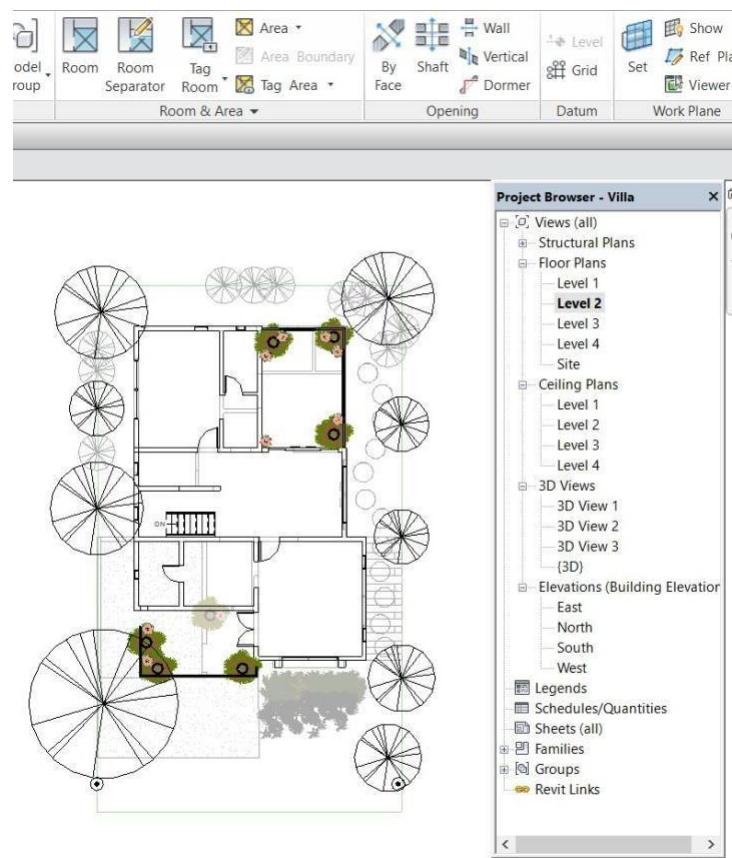 Area
Show
Wall
Level
Area Boundary
Ref Pla
odel
Room
Room
Tag
By
Shaft
Vertical
Set
roup
Separator
Room
Tag Area
Face
Dormer
Grid
Viewer
Room & Area
Opening
Datum
Work Plane
Project Browser - Villa
Views (all)
Structural Plans
Floor Plans
Level 1
Level 2
Level 3
Level 4
Site
Ceiling Plans
Level 1
Level 2
Level 3
Level 4
3D Views
3D View 1
3D View 2
3D View 3
{3D}
Elevations (Building Elevation
East
North
South
West
Legends
Schedules/Quantities
Sheets (all)
Families
Groups
Revit Links
DN